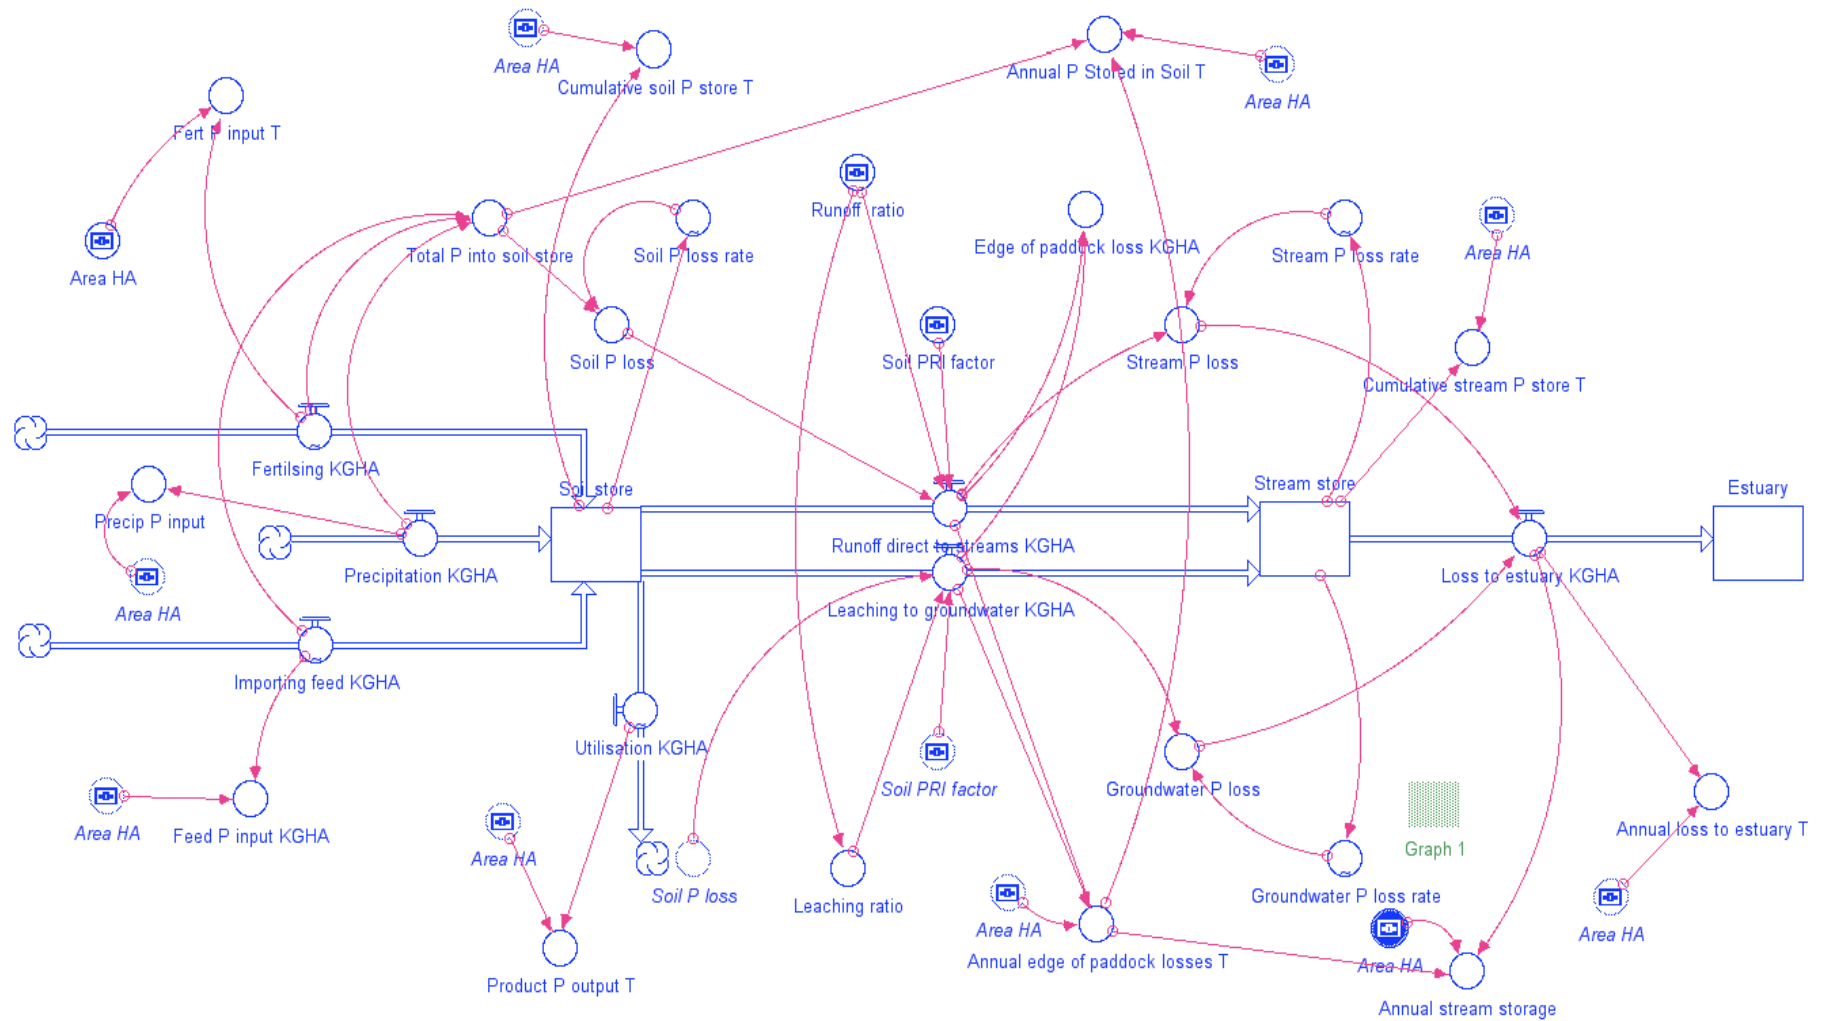 Area HA
Cumulative soil P store T
Annual P Stored in Soil T
Area HA
Fert P input T
Runoff ratio
Area HA
Total P into soil store
Soil P loss rate
Edge of paddock loss KGHA
Stream P loss rate
Area HA
Soil P loss
Soil PRI factor
Stream P loss
Cumulative stream P store T
Fertilsing KGHA
Soil store
Stream store
Estuary
Precip P input
Precipitation KGHA
Runoff direct to streams KGHA
Loss to estuary KGHA
Area HA
Leaching to groundwater KGHA
Importing feed KGHA
Utilisation KGHA
Soil PRI factor
Groundwater P loss
Area HA
Feed P input KGHA
Area HA
Soil P loss
Leaching ratio
Graph 1
Annual loss to estuary T
Groundwater P loss rate
Area HA
Area HA
Area HA
Product P output T
Annual edge of paddock losses T
Annual stream storage